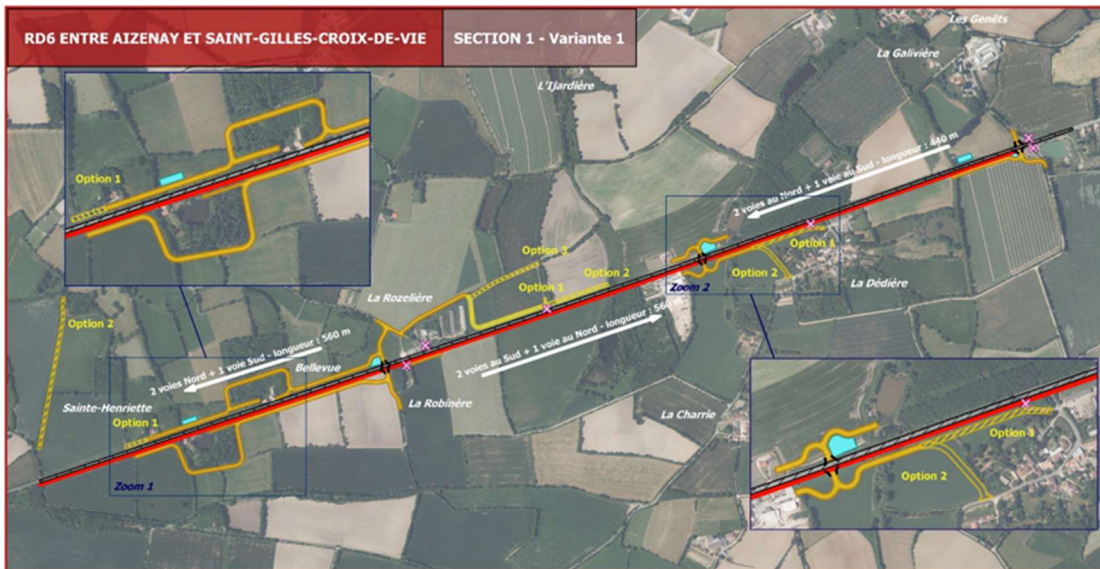 RD6 ENTRE AIZENAY ET SAINT-GILLES-CROIX-DE-VIE
SECTION 1 - Variante 1
Les Genêts
La Galivière
L'Ijardière
Option 1
2 voies au Nord + 1 voie au Sud - longueur : 440 m
Option 3
Option 2
Option 1
Option 1
Option 2
La Rozelière
Zoom 2
La Dédière
Option 2
2 voies Nord + 1 voie Sud - longueur : 560 m
2 voies au Sud + 1 voie au Nord - longueur : 560
Bellevue
Sainte-Henriette
Option 1
La Robinère
La Charrie
Zoom 1
Option 1
Option 2